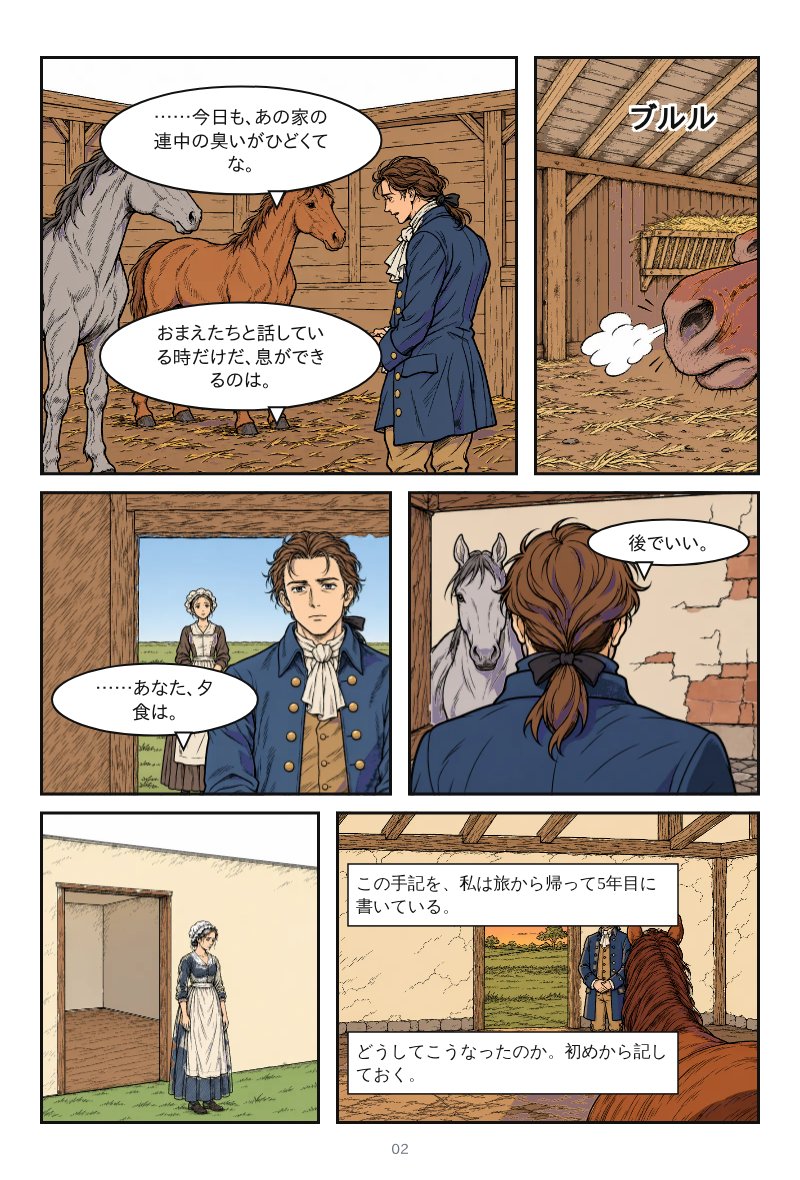 ……今日も、あの家の
連中の臭いがひどくて
な。
おまえたちと話してい
る時だけだ、息ができ
るのは。
ブルル
……あなた、夕
食は。
後でいい。
この手記を、私は旅から帰って5年目に
書いている。
どうしてこうなったのか。初めから記し
ておく。
02